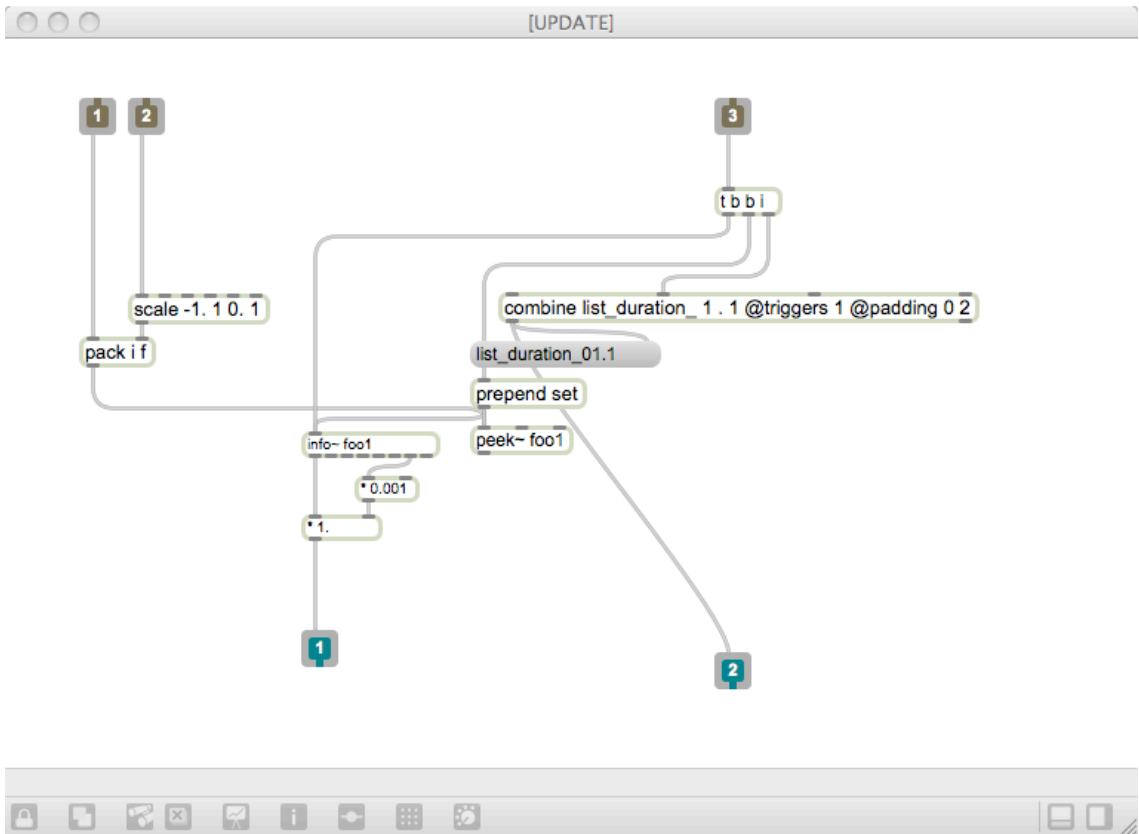 [UPDATE]
1
2
3
t b b i
scale -1. 1 0. 1
combine list_duration_ 1 . 1 @triggers 1 @padding 0 2
pack i f
list_duration_01.1
prepend set
info~ foo1
peek~ foo1
* 0.001
* 1.
1
2